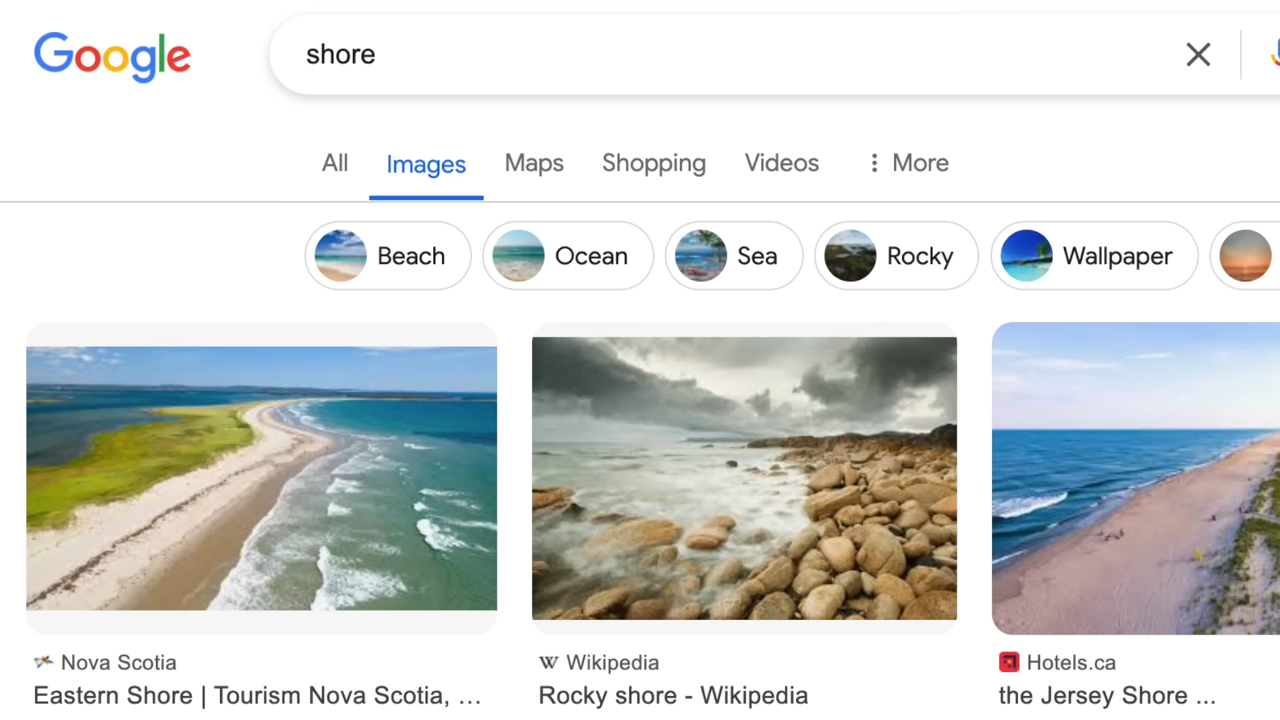 Google
shore
All Images Maps Shopping Videos More
Beach Ocean Sea Rocky Wallpaper
Nova Scotia
Eastern Shore | Tourism Nova Scotia, ...
W Wikipedia
Rocky shore - Wikipedia
Hotels.ca
the Jersey Shore ...